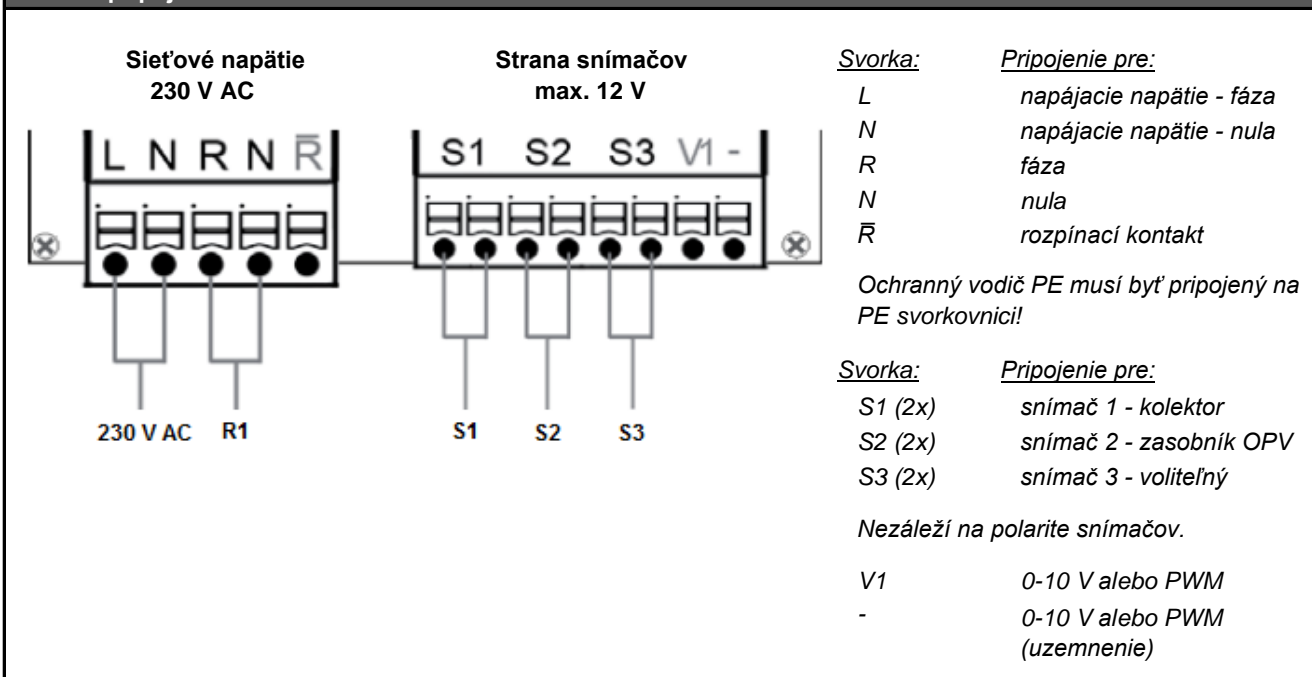 Sieťové napätie
230 V AC
Strana snímačov
max. 12 V
L N R N R̅
S1 S2 S3 V1 -
230 V AC R1
S1 S2 S3
Svorka: Pripojenie pre:
L napájacie napätie - fáza
N napájacie napätie - nula
R fáza
N nula
R̅ rozpínací kontakt
Ochranný vodič PE musí byť pripojený na
PE svorkovnici!
Svorka: Pripojenie pre:
S1 (2x) snímač 1 - kolektor
S2 (2x) snímač 2 - zasobník OPV
S3 (2x) snímač 3 - voliteľný
Nezáleží na polarite snímačov.
V1 0-10 V alebo PWM
- 0-10 V alebo PWM
(uzemnenie)